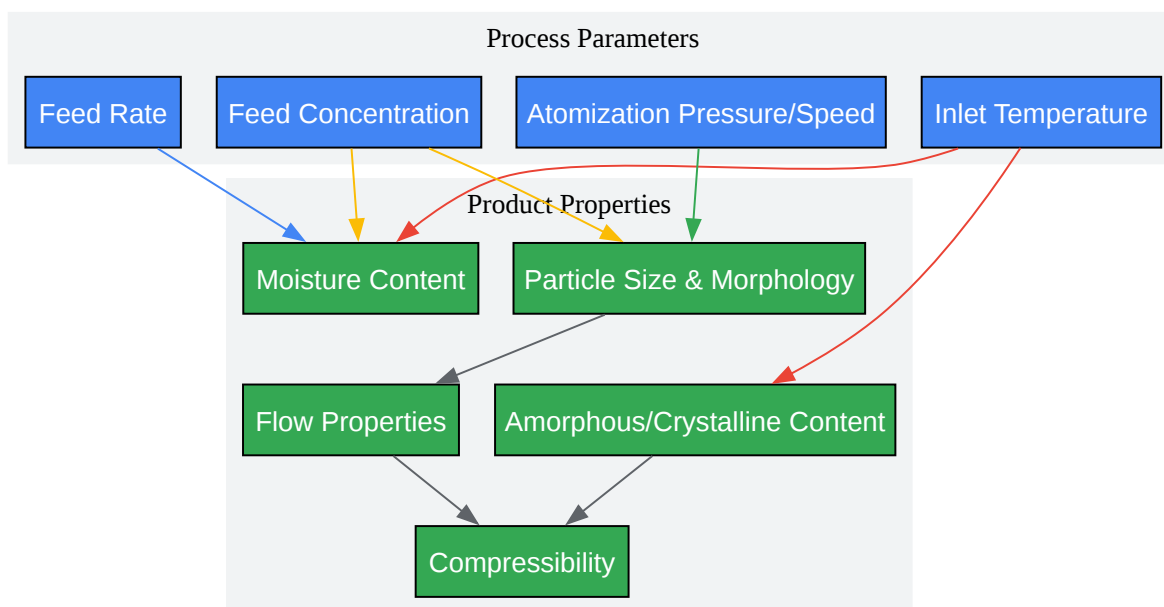 Process Parameters
Feed Rate
Feed Concentration
Atomization Pressure/Speed
Inlet Temperature
Product Properties
Moisture Content
Particle Size & Morphology
Flow Properties
Amorphous/Crystalline Content
Compressibility